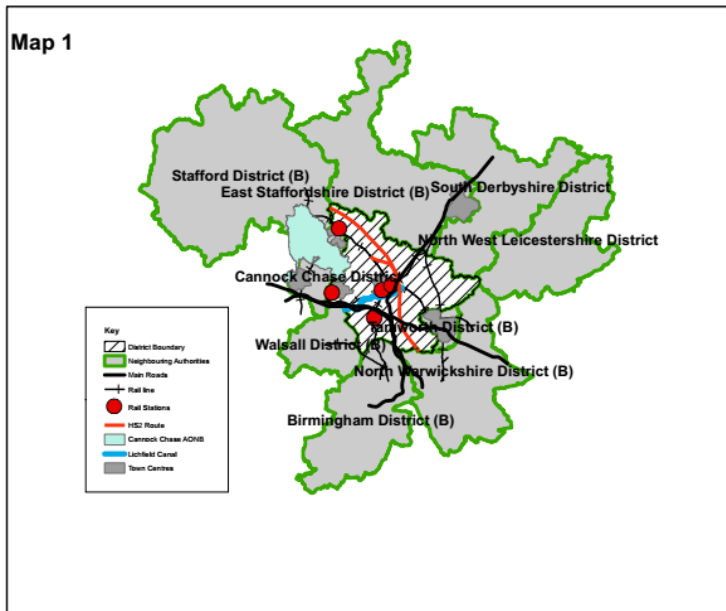 Map 1
Stafford District (B)
East Staffordshire District (B)
South Derbyshire District
North West Leicestershire District
Cannock Chase District
Tamworth District (B)
Walsall District (B)
North Warwickshire District (B)
Birmingham District (B)
Key
District Boundary
Neighbouring Authorities
Main Roads
Rail line
Rail Stations
HS2 Route
Cannock Chase AONB
Lichfield Canal
Town Centres